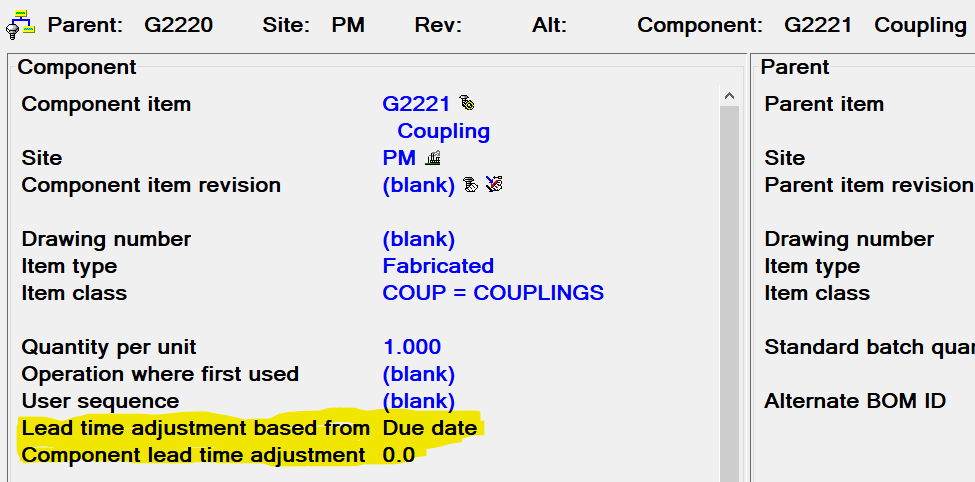 Parent: G2220 Site: PM Rev: Alt: Component: G2221 Coupling
Component
Component item G2221
Coupling
Site PM
Component item revision (blank)
Drawing number (blank)
Item type Fabricated
Item class COUP = COUPLINGS
Quantity per unit 1.000
Operation where first used (blank)
User sequence (blank)
Lead time adjustment based from Due date
Component lead time adjustment 0.0
Parent
Parent item
Site
Parent item revision
Drawing number
Item type
Item class
Standard batch quan
Alternate BOM ID